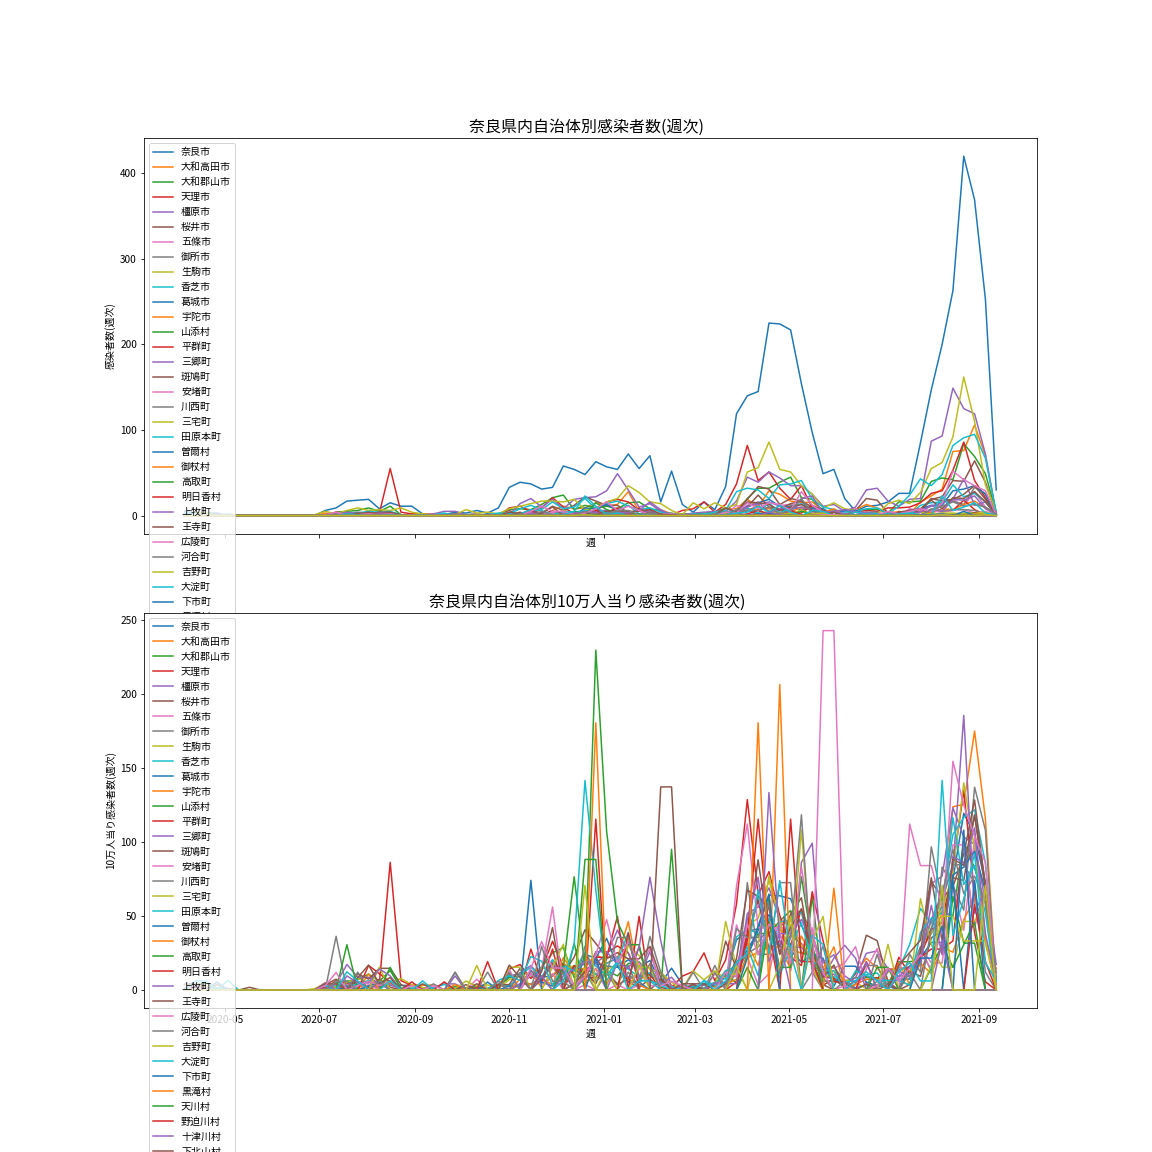 奈良県内自治体別感染者数(週次)
感染者数(週次)
400
300
200
100
0
奈良市
大和高田市
大和郡山市
天理市
橿原市
桜井市
五條市
御所市
生駒市
香芝市
葛城市
宇陀市
山添村
平群町
三郷町
斑鳩町
安堵町
川西町
三宅町
田原本町
曽爾村
御杖村
高取町
明日香村
上牧町
王寺町
広陵町
河合町
吉野町
大淀町
下市町
週
奈良県内自治体別10万人当り感染者数(週次)
10万人当り感染者数(週次)
250
200
150
100
50
0
奈良市
大和高田市
大和郡山市
天理市
橿原市
桜井市
五條市
御所市
生駒市
香芝市
葛城市
宇陀市
山添村
平群町
三郷町
斑鳩町
安堵町
川西町
三宅町
田原本町
曽爾村
御杖村
高取町
明日香村
上牧町
王寺町
広陵町
河合町
吉野町
大淀町
下市町
黒滝村
天川村
野迫川村
十津川村
下北山村
2020-05 2020-07 2020-09 2020-11 2021-01 2021-03 2021-05 2021-07 2021-09
週